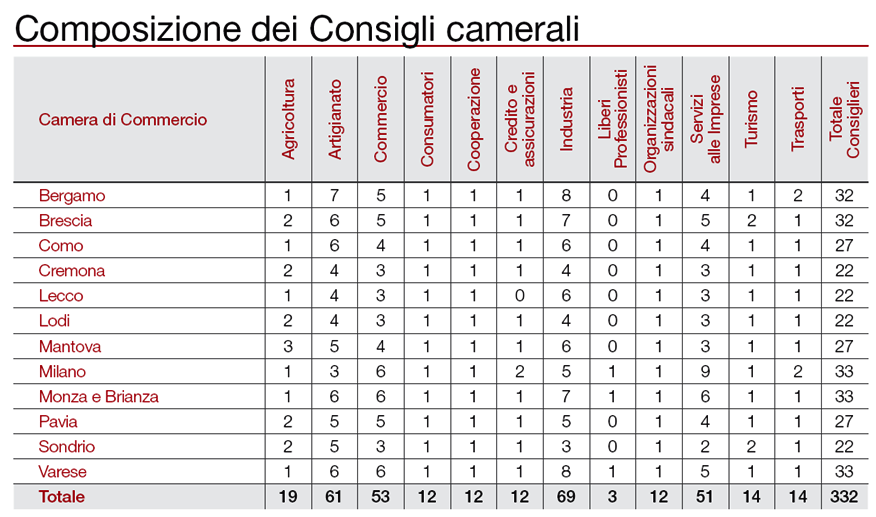 Composizione dei Consigli camerali
Camera di Commercio Agricoltura Artigianato Commercio Consumatori Cooperazione Credito e assicurazioni Industria Liberi Professionisti Organizzazioni sindacali Servizi alle Imprese Turismo Trasporti Totale Consiglieri
Bergamo 1 7 5 1 1 1 8 0 1 4 1 2 32
Brescia 2 6 5 1 1 1 7 0 1 5 2 1 32
Como 1 6 4 1 1 1 6 0 1 4 1 1 27
Cremona 2 4 3 1 1 1 4 0 1 3 1 1 22
Lecco 1 4 3 1 1 0 6 0 1 3 1 1 22
Lodi 2 4 3 1 1 1 4 0 1 3 1 1 22
Mantova 3 5 4 1 1 1 6 0 1 3 1 1 27
Milano 1 3 6 1 1 2 5 1 1 9 1 2 33
Monza e Brianza 1 6 6 1 1 1 7 1 1 6 1 1 33
Pavia 2 5 5 1 1 1 5 0 1 4 1 1 27
Sondrio 2 5 3 1 1 1 3 0 1 2 2 1 22
Varese 1 6 6 1 1 1 8 1 1 5 1 1 33
Totale 19 61 53 12 12 12 69 3 12 51 14 14 332